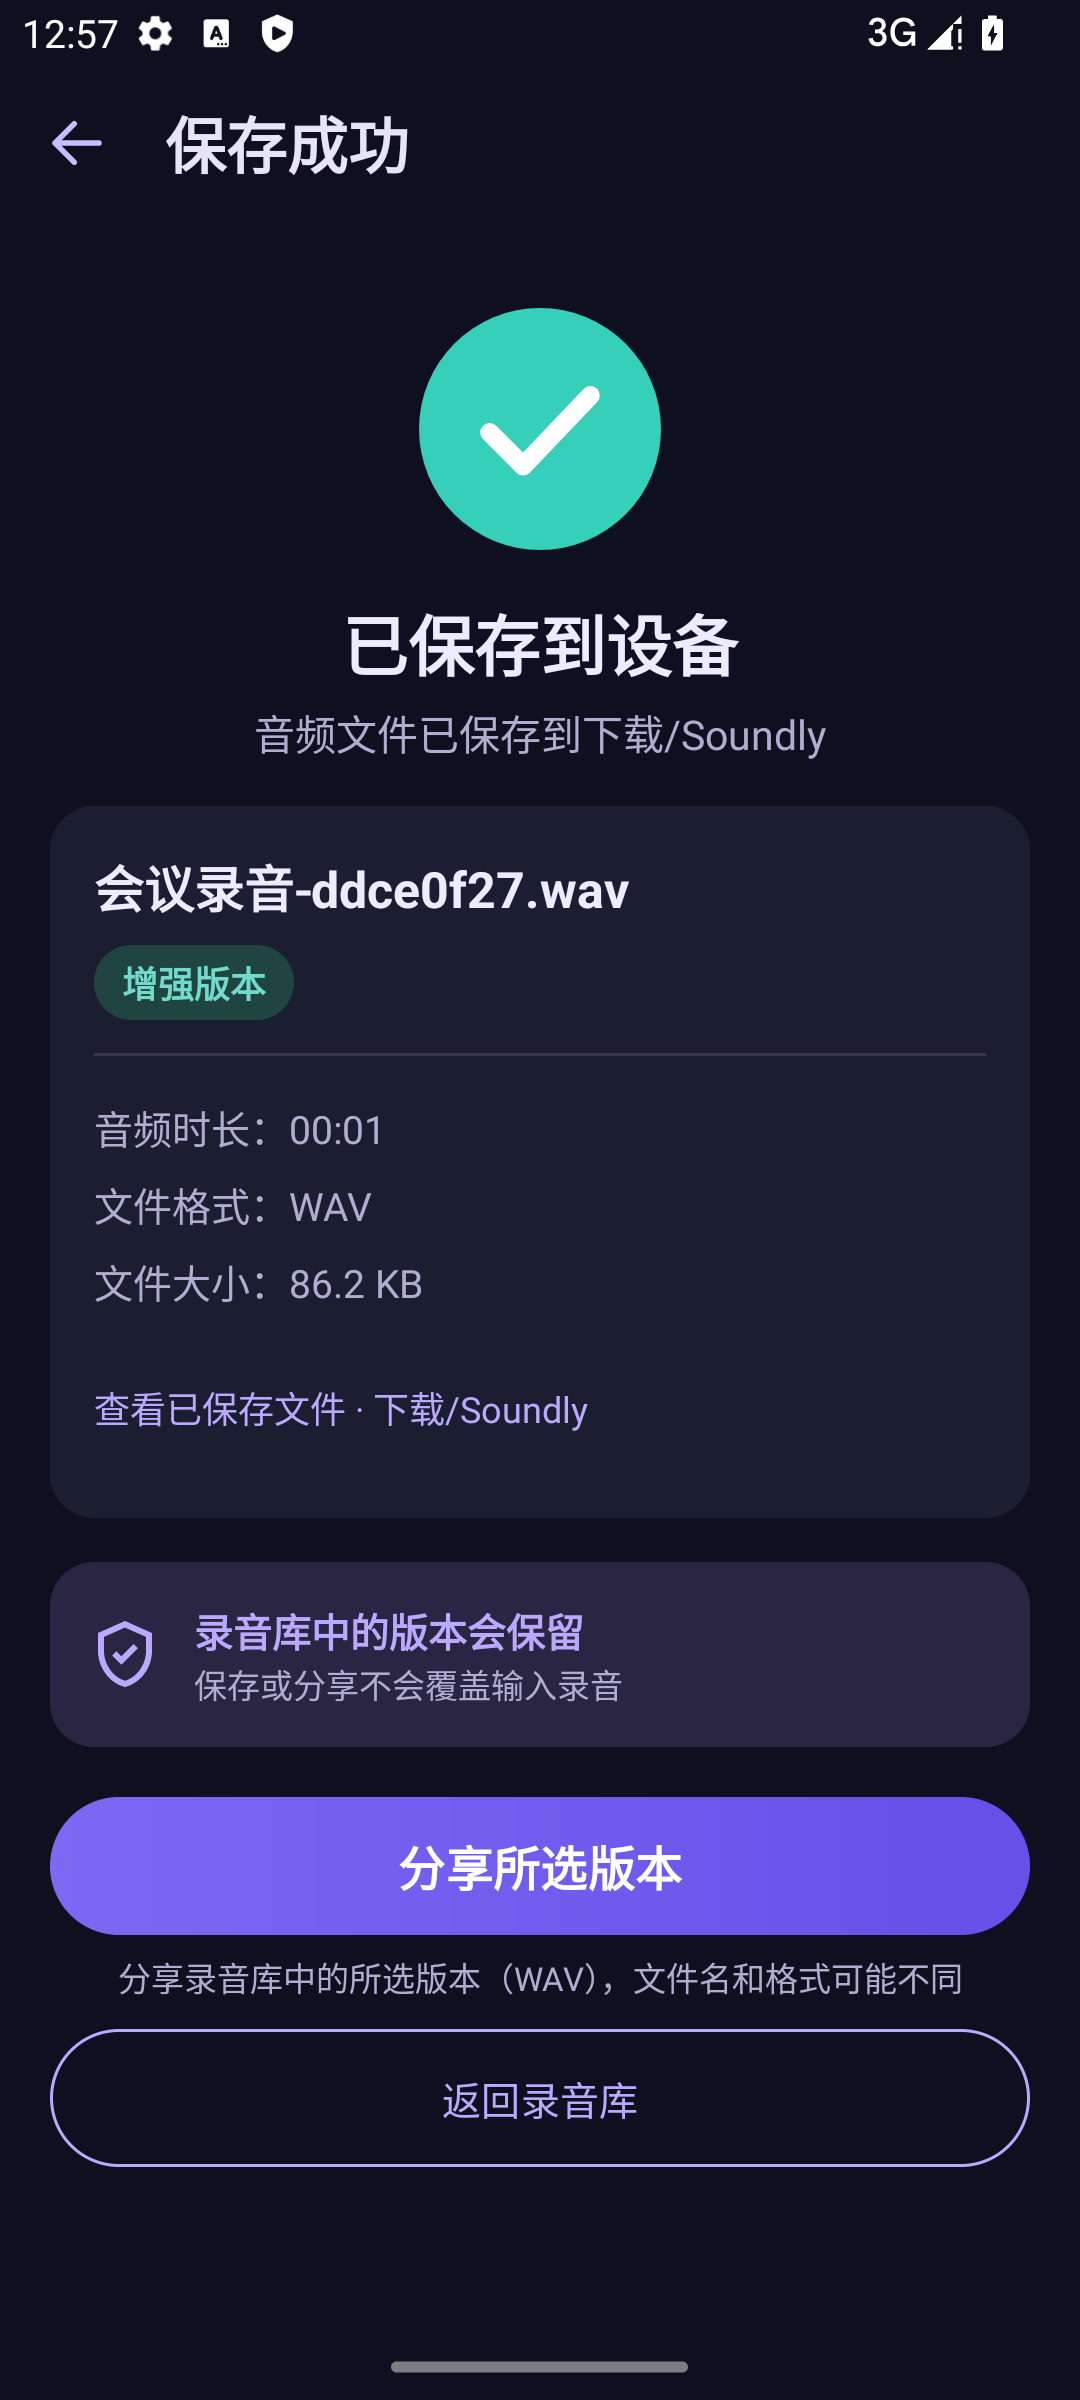 12:57
3G
保存成功
已保存到设备
音频文件已保存到下载/Soundly
会议录音-ddce0f27.wav
增强版本
音频时长：00:01
文件格式：WAV
文件大小：86.2 KB
查看已保存文件 · 下载/Soundly
录音库中的版本会保留
保存或分享不会覆盖输入录音
分享所选版本
分享录音库中的所选版本（WAV），文件名和格式可能不同
返回录音库